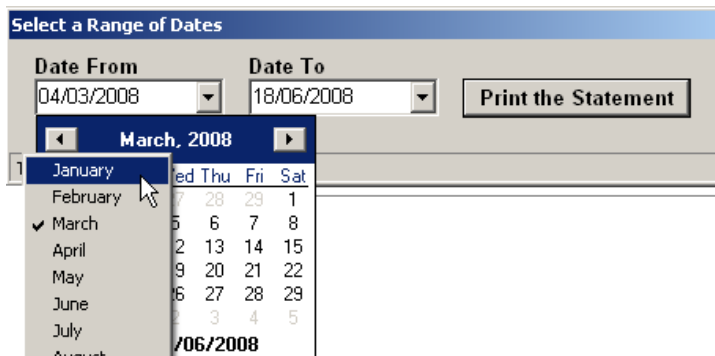 Select a Range of Dates
Date From Date To
04/03/2008 18/06/2008 Print the Statement
March, 2008
January
February
March
April
May
June
July
Thu Fri Sat
28 29 1
6 7 8
13 14 15
20 21 22
27 28 29
3 4 5
/06/2008